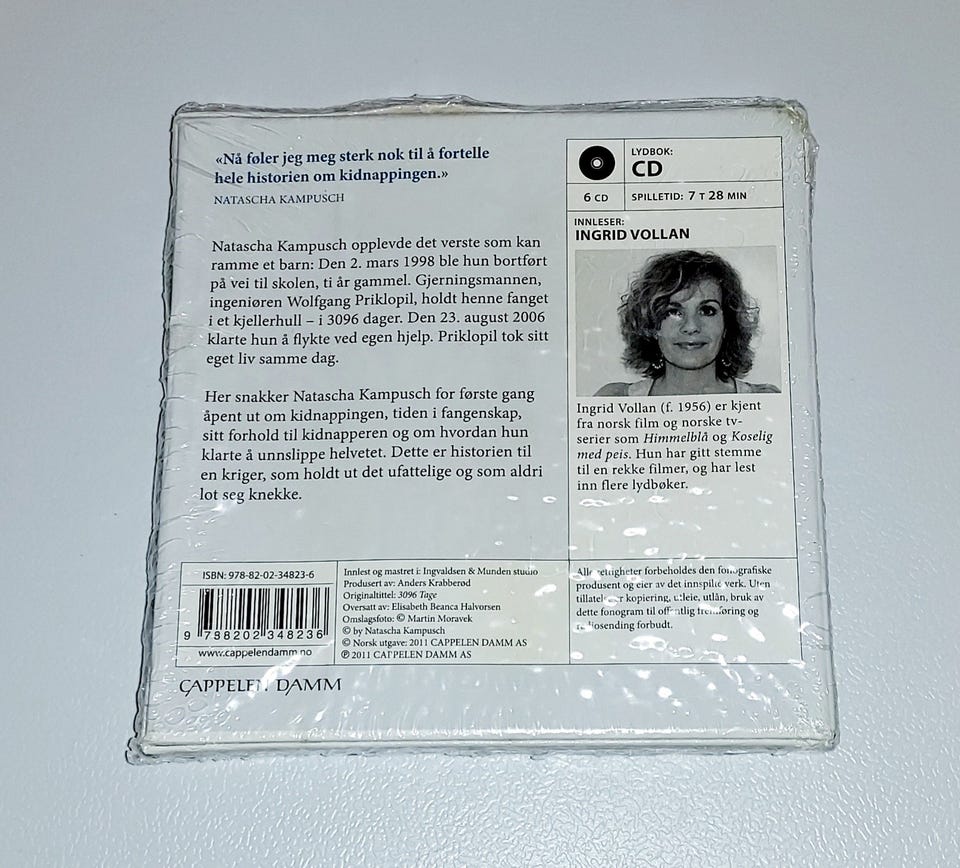 «Nå føler jeg meg sterk nok til å fortelle
hele historien om kidnappingen.»
NATASCHA KAMPUSCH
Natascha Kampusch opplevde det verste som kan
ramme et barn: Den 2. mars 1998 ble hun bortført
på vei til skolen, ti år gammel. Gjerningsmannen,
ingeniøren Wolfgang Priklopil, holdt henne fanget
i et kjellerhull – i 3096 dager. Den 23. august 2006
klarte hun å flykte ved egen hjelp. Priklopil tok sitt
eget liv samme dag.
Her snakker Natascha Kampusch for første gang
åpent ut om kidnappingen, tiden i fangenskap,
sitt forhold til kidnapperen og om hvordan hun
klarte å unnslippe helvetet. Dette er historien til
en kriger, som holdt ut det ufattelige og som aldri
lot seg knekke.
LYDBOK:
CD
6 CD
SPILLETID: 7 T 28 MIN
INNLESER:
INGRID VOLLAN
Ingrid Vollan (f. 1956) er kjent
fra norsk film og norske tv-
serier som Himmelblå og Koselig
med peis. Hun har gitt stemme
til en rekke filmer, og har lest
inn flere lydbøker.
ISBN: 978-82-02-34823-6
9 788202 348236
www.cappelendamm.no
Innlest og mastret i: Ingvaldsen & Munden studio
Produsert av: Anders Krabberød
Originaltittel: 3096 Tage
Oversatt av: Elisabeth Beanca Halvorsen
Omslagsfoto: © Martin Moravek
© by Natascha Kampusch
© Norsk utgave: 2011 CAPPELEN DAMM AS
℗ 2011 CAPPELEN DAMM AS
Alle rettigheter forbeholdes den fonografiske
produsent og eier av det innspilte verk. Uten
tillatelse er kopiering, utleie, utlån, bruk av
dette fonogram til offentlig fremføring og
radiosending forbudt.
CAPPELEN DAMM